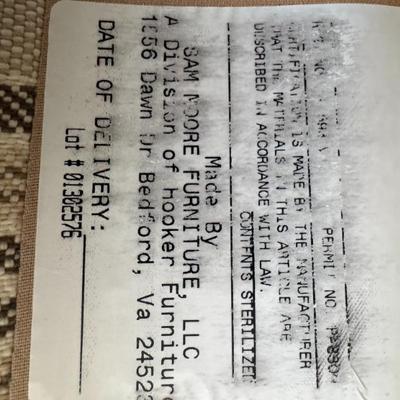 PERMIT NO.
CERTIFICATION IS MADE BY THE MANUFACTURER
THAT THE MATERIALS IN THIS ARTICLE ARE
DESCRIBED IN ACCORDANCE WITH LAW.
CONTENTS STERILIZED
Made By
SAM MOORE FURNITURE, LLC
A Division of Hooker Furniture
1556 Dawn Dr Bedford, Va 24523
DATE OF DELIVERY:
Lot # 01302576